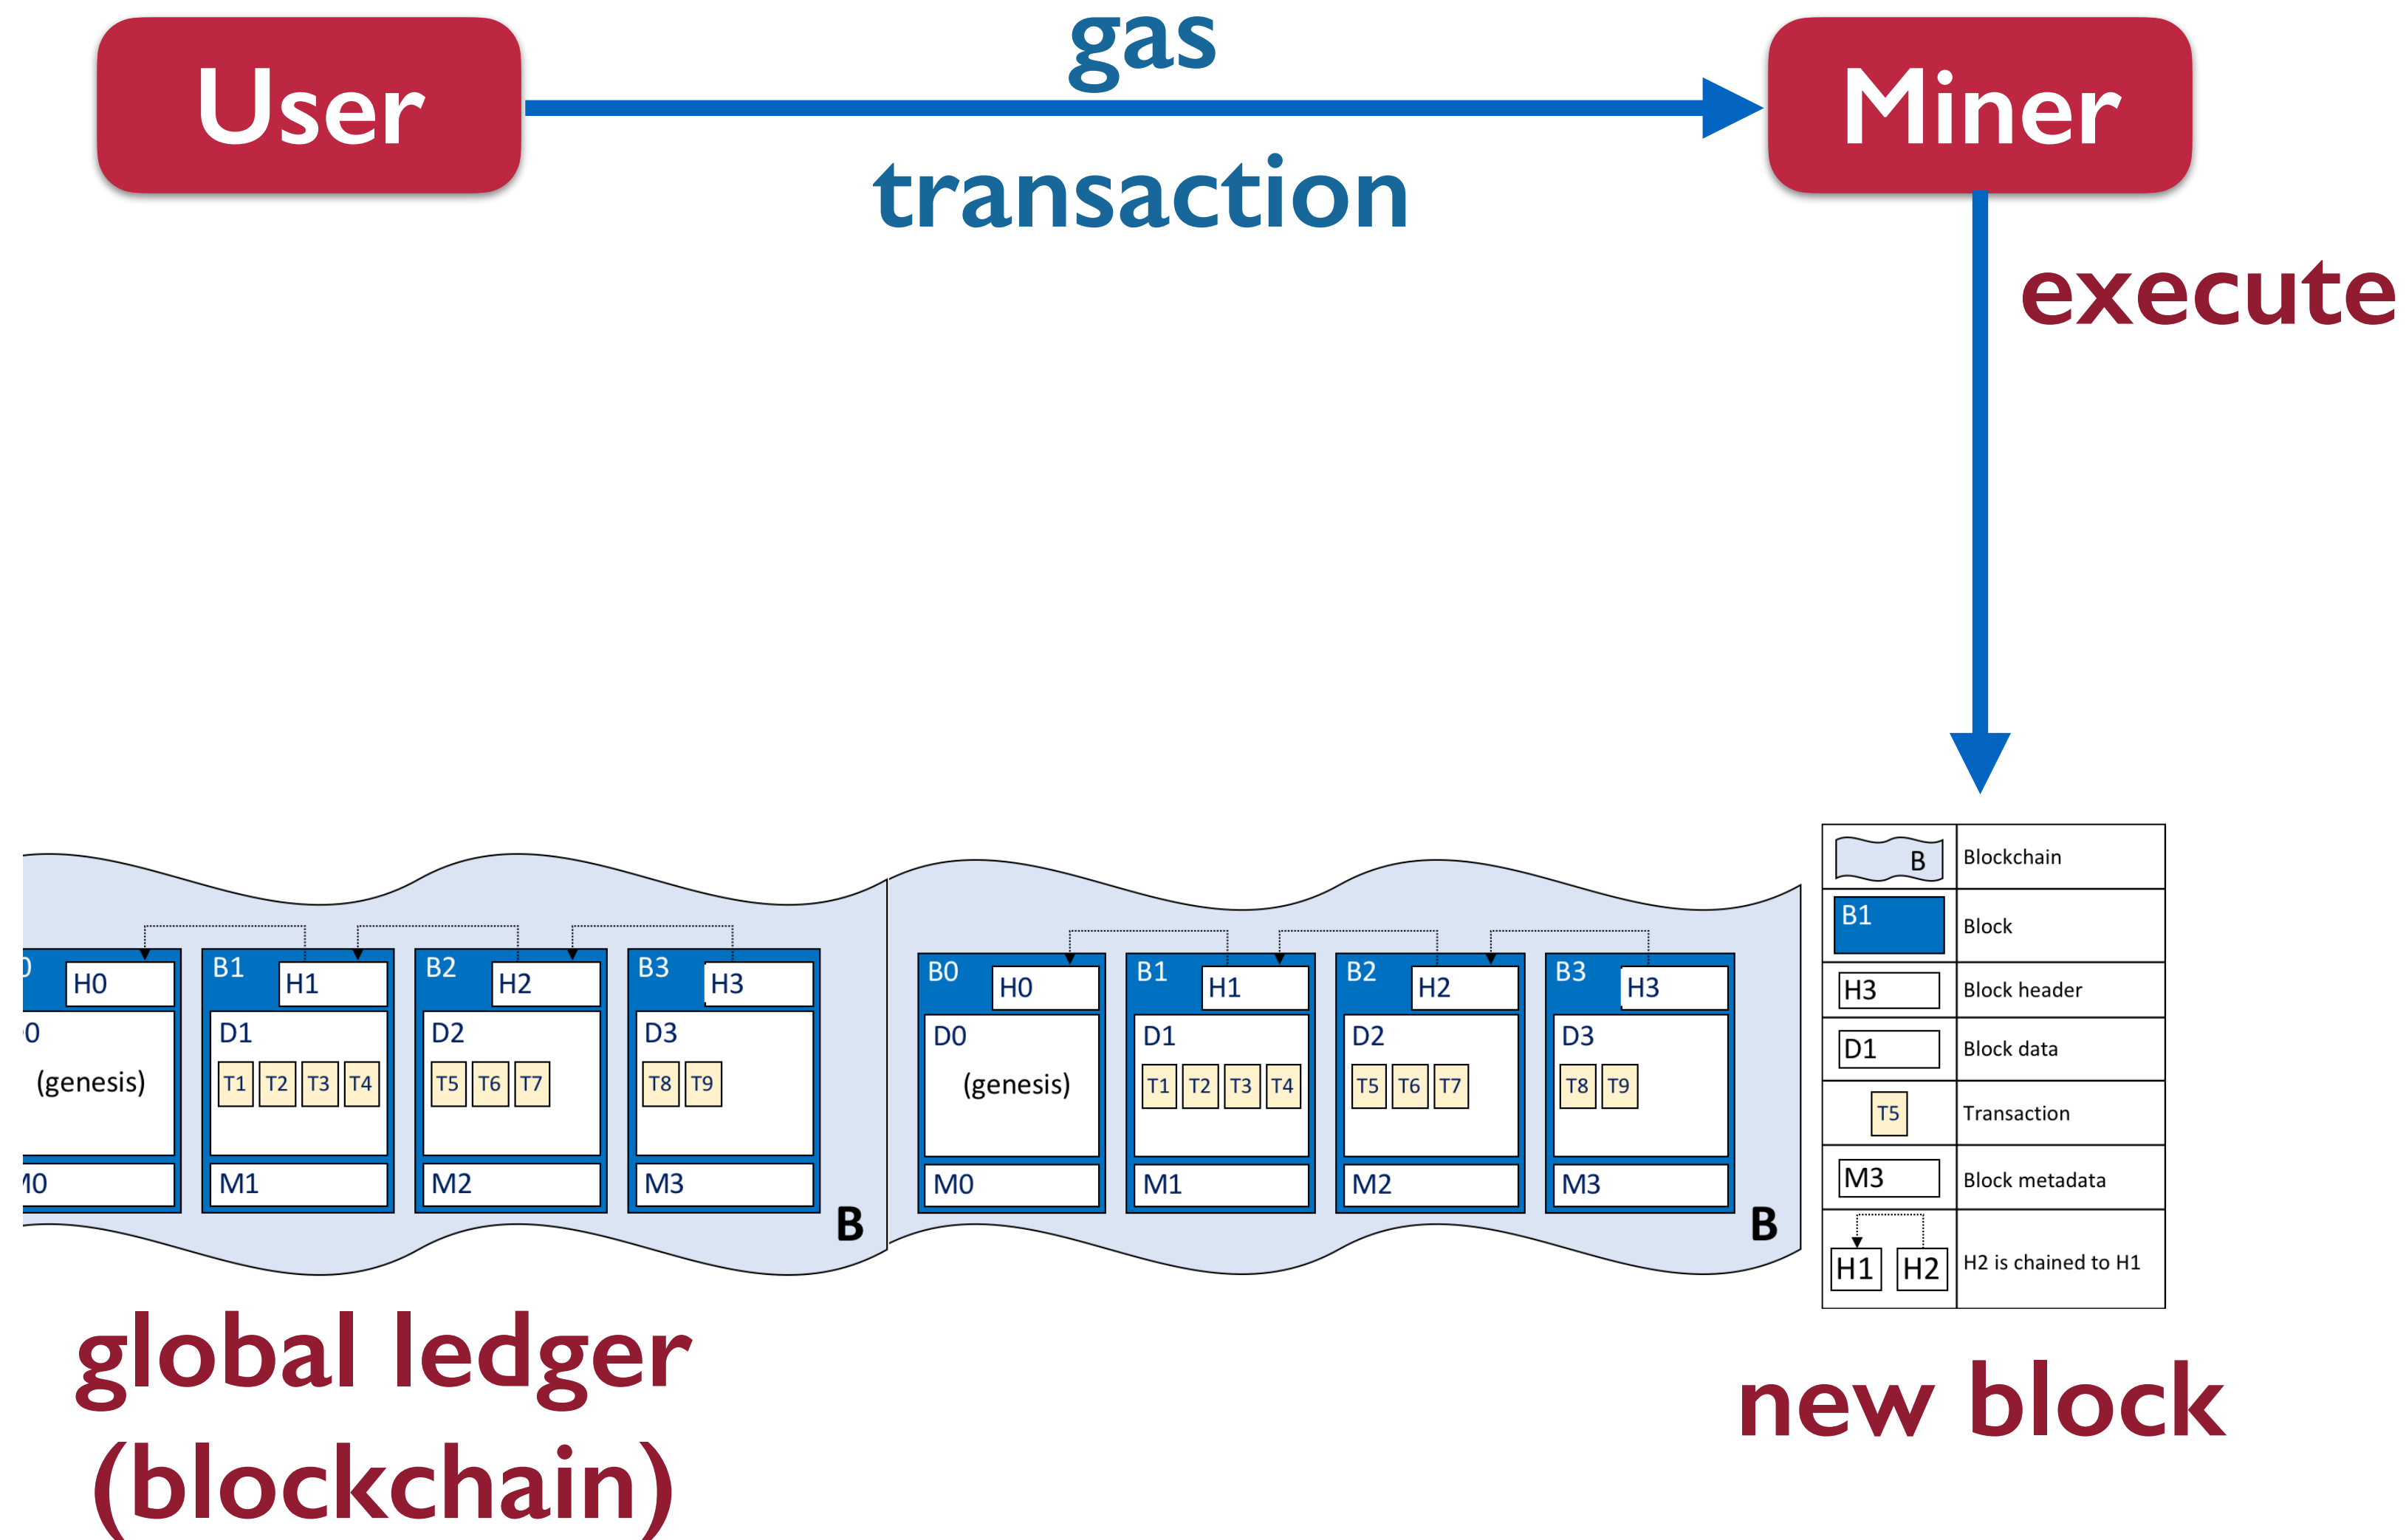 User
gas
transaction
Miner
execute
H0
(genesis)
B1 H1
D1
T1 T2 T3 T4
M1
B2 H2
D2
T5 T6 T7
M2
B3 H3
D3
T8 T9
M3
B
B0 H0
D0
(genesis)
M0
B1 H1
D1
T1 T2 T3 T4
M1
B2 H2
D2
T5 T6 T7
M2
B3 H3
D3
T8 T9
M3
B
B Blockchain
B1 Block
H3 Block header
D1 Block data
T5 Transaction
M3 Block metadata
H1 H2 H2 is chained to H1
global ledger
(blockchain)
new block